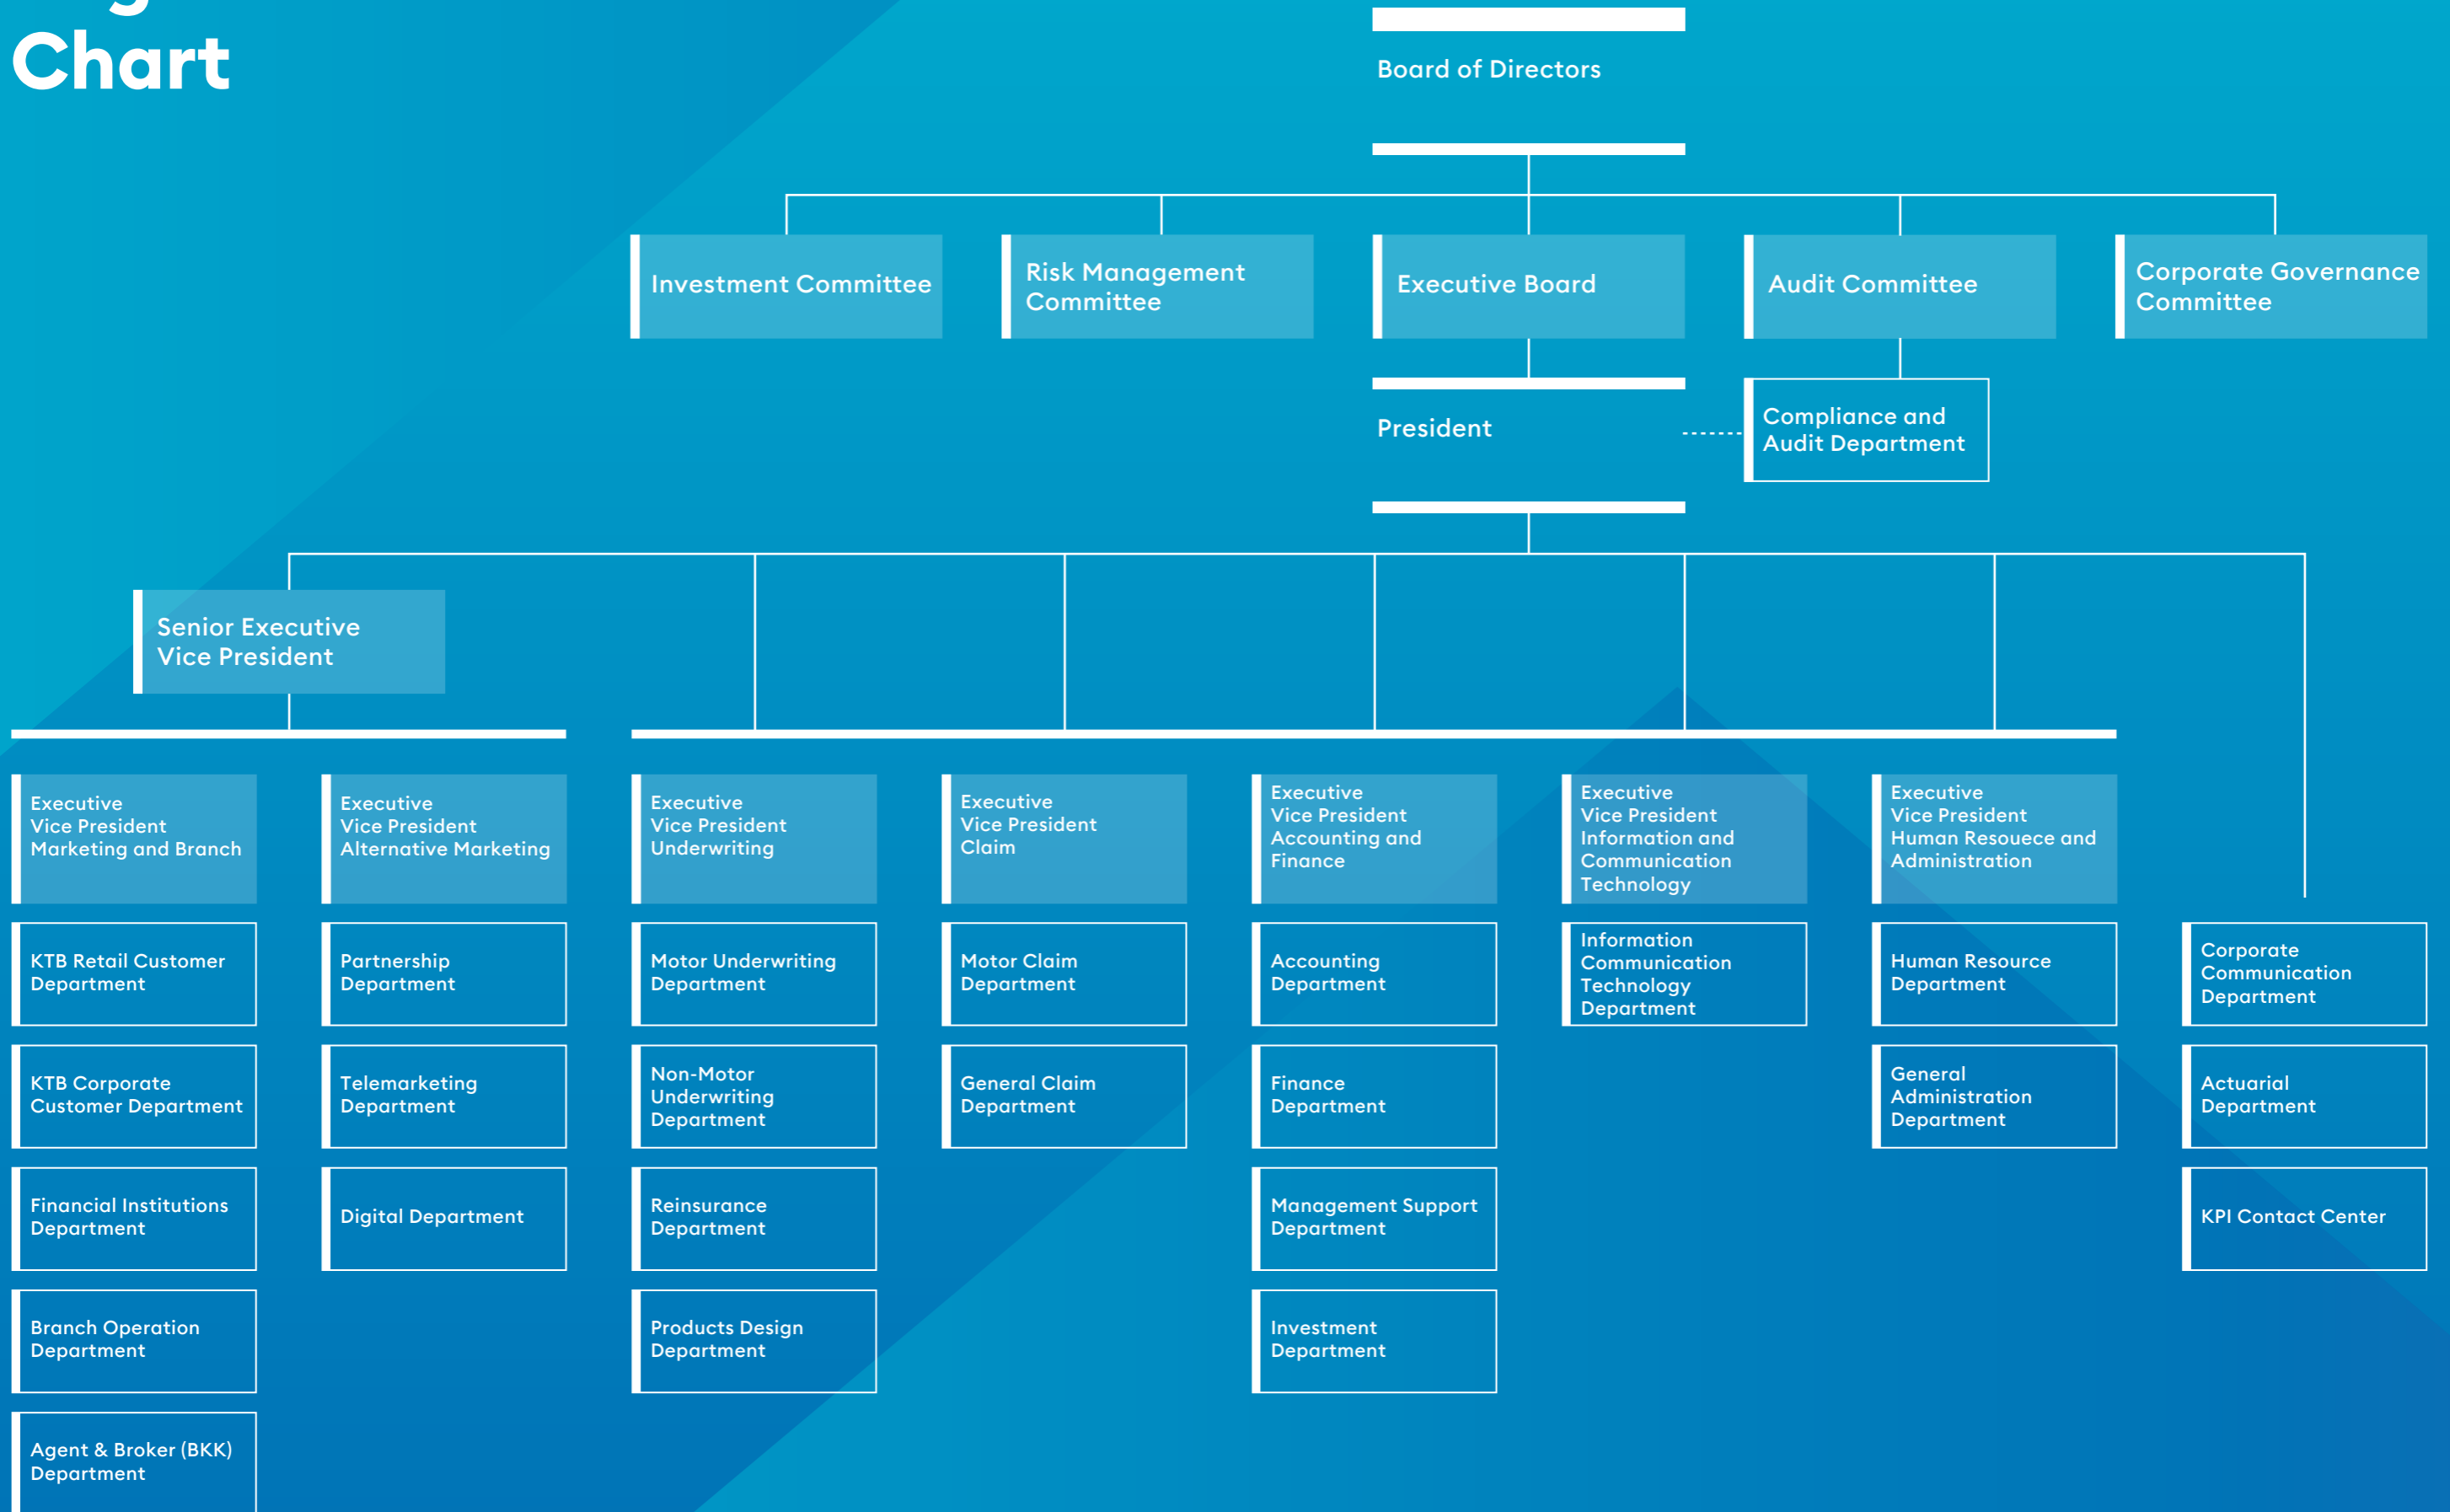 Chart
Board of Directors
Investment Committee
Risk Management
Committee
Executive Board
Audit Committee
Corporate Governance
Committee
President
Compliance and
Audit Department
Senior Executive
Vice President
Executive
Vice President
Marketing and Branch
KTB Retail Customer
Department
KTB Corporate
Customer Department
Financial Institutions
Department
Branch Operation
Department
Agent & Broker (BKK)
Department
Executive
Vice President
Alternative Marketing
Partnership
Department
Telemarketing
Department
Digital Department
Executive
Vice President
Underwriting
Motor Underwriting
Department
Non-Motor
Underwriting
Department
Reinsurance
Department
Products Design
Department
Executive
Vice President
Claim
Motor Claim
Department
General Claim
Department
Executive
Vice President
Accounting and
Finance
Accounting
Department
Finance
Department
Management Support
Department
Investment
Department
Executive
Vice President
Information and
Communication
Technology
Information
Communication
Technology
Department
Executive
Vice President
Human Resouece and
Administration
Human Resource
Department
General
Administration
Department
Corporate
Communication
Department
Actuarial
Department
KPI Contact Center